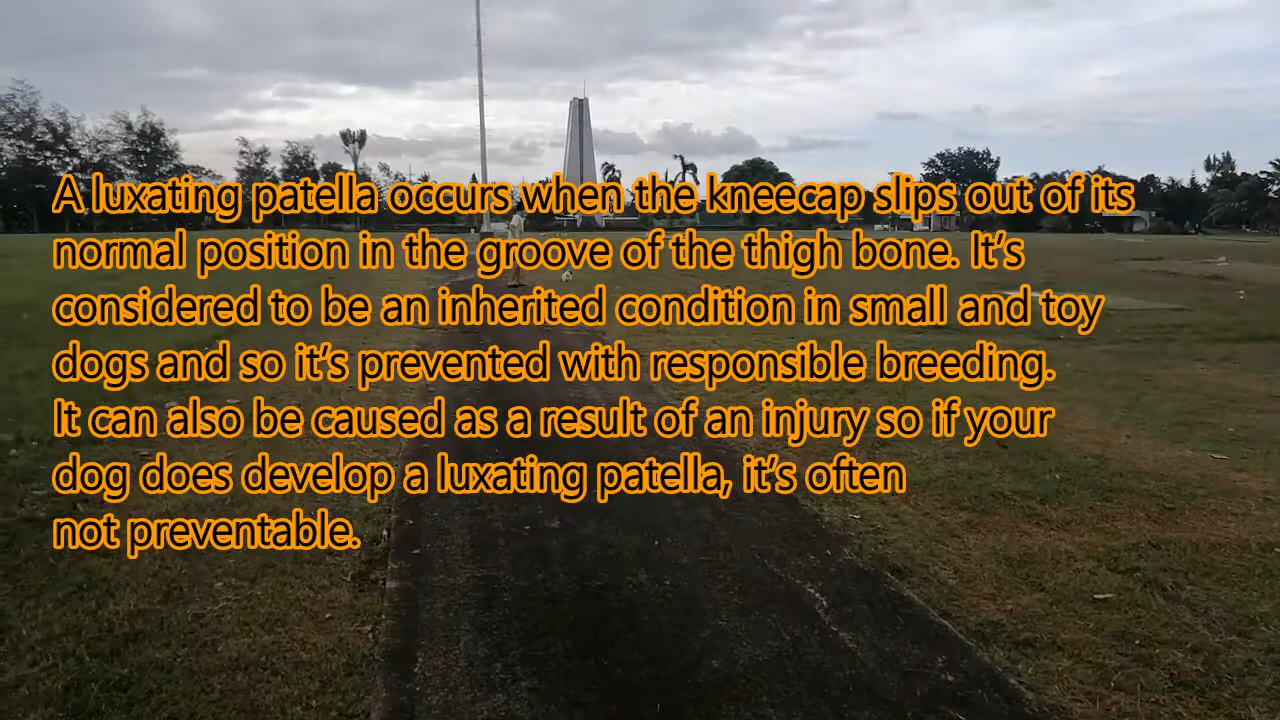 A luxating patella occurs when the kneecap slips out of its
normal position in the groove of the thigh bone. It’s
considered to be an inherited condition in small and toy
dogs and so it’s prevented with responsible breeding.
It can also be caused as a result of an injury so if your
dog does develop a luxating patella, it’s often
not preventable.